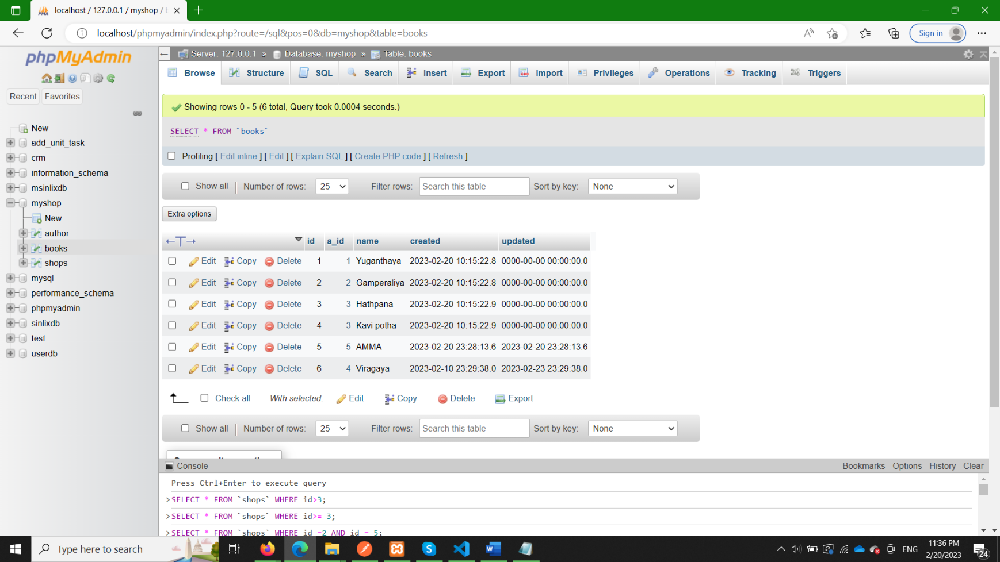 localhost / 127.0.0.1 / myshop /
localhost/phpmyadmin/index.php?route=/sql&pos=0&db=myshop&table=books
Sign in
phpMyAdmin
Recent Favorites
New
add_unit_task
crm
information_schema
msinlixdb
myshop
New
author
books
shops
mysql
performance_schema
phpmyadmin
sinlixdb
test
userdb
Server: 127.0.0.1 » Database: myshop » Table: books
Browse Structure SQL Search Insert Export Import Privileges Operations Tracking Triggers
Showing rows 0 - 5 (6 total, Query took 0.0004 seconds.)
SELECT * FROM `books`
Profiling [ Edit inline ] [ Edit ] [ Explain SQL ] [ Create PHP code ] [ Refresh ]
Show all Number of rows: 25 Filter rows: Search this table Sort by key: None
Extra options
←T→ id a_id name created updated
Edit Copy Delete 1 1 Yuganthaya 2023-02-20 10:15:22.8 0000-00-00 00:00:00.0
Edit Copy Delete 2 2 Gamperaliya 2023-02-20 10:15:22.8 0000-00-00 00:00:00.0
Edit Copy Delete 3 3 Hathpana 2023-02-20 10:15:22.9 0000-00-00 00:00:00.0
Edit Copy Delete 4 3 Kavi potha 2023-02-20 10:15:22.9 0000-00-00 00:00:00.0
Edit Copy Delete 5 5 AMMA 2023-02-20 23:28:13.6 2023-02-20 23:28:13.6
Edit Copy Delete 6 4 Viragaya 2023-02-10 23:29:38.0 2023-02-23 23:29:38.0
Check all With selected: Edit Copy Delete Export
Show all Number of rows: 25 Filter rows: Search this table Sort by key: None
Console Bookmarks Options History Clear
Press Ctrl+Enter to execute query
>SELECT * FROM `shops` WHERE id>3;
>SELECT * FROM `shops` WHERE id>= 3;
>SELECT * FROM `shops` WHERE id =2 AND id = 5;
Type here to search
ENG
11:36 PM
2/20/2023
24